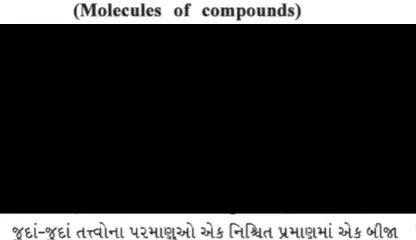 (Molecules of compounds)
જુદાં-જુદાં તત્ત્વોના પરમાણુઓ એક નિશ્ચિત પ્રમાણમાં એક બીજા